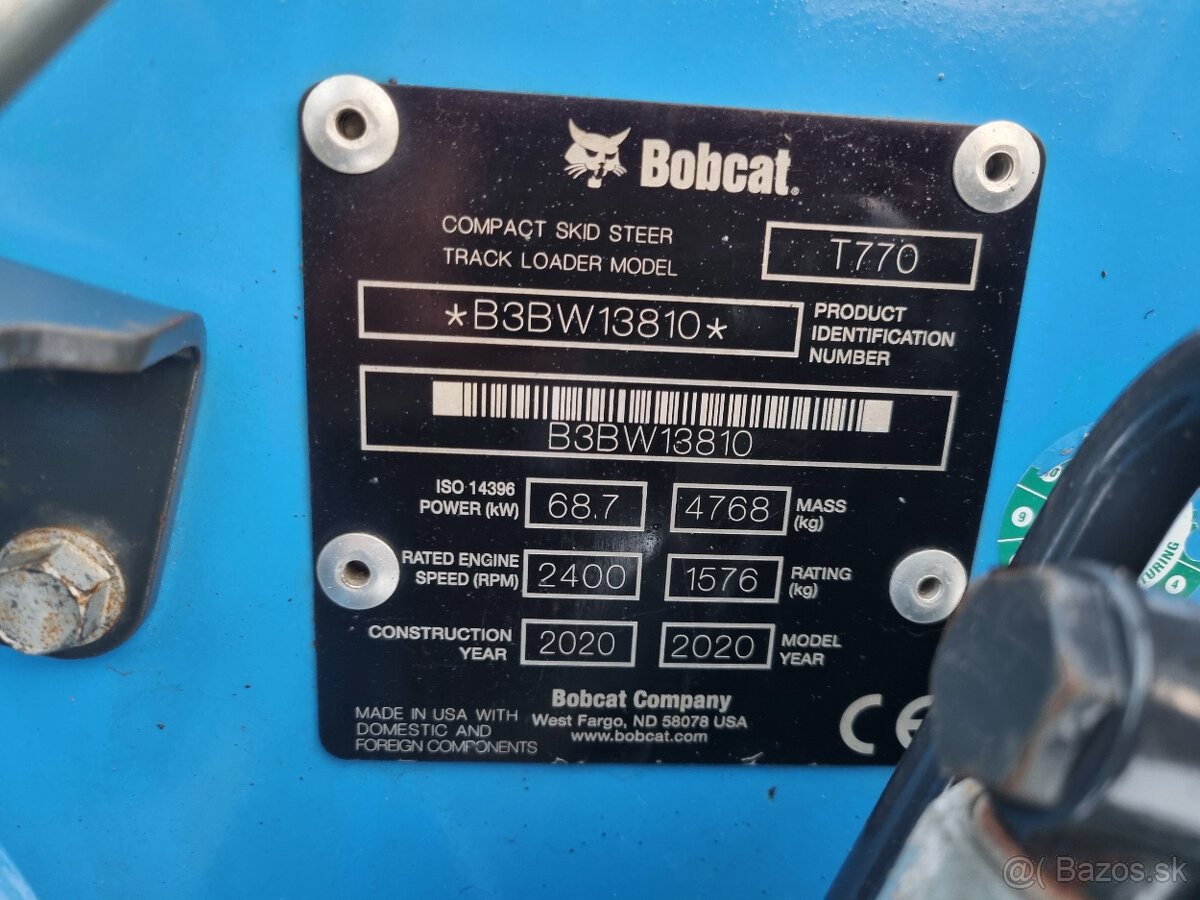 Bobcat®
COMPACT SKID STEER
TRACK LOADER MODEL
T770
*B3BW13810*
PRODUCT
IDENTIFICATION
NUMBER
B3BW13810
ISO 14396
POWER (kW)
68.7
4768
MASS
(kg)
RATED ENGINE
SPEED (RPM)
2400
1576
RATING
(kg)
CONSTRUCTION
YEAR
2020
2020
MODEL
YEAR
MADE IN USA WITH
DOMESTIC AND
FOREIGN COMPONENTS
Bobcat Company
West Fargo, ND 58078 USA
www.bobcat.com
CE
9
4
Bazos.sk